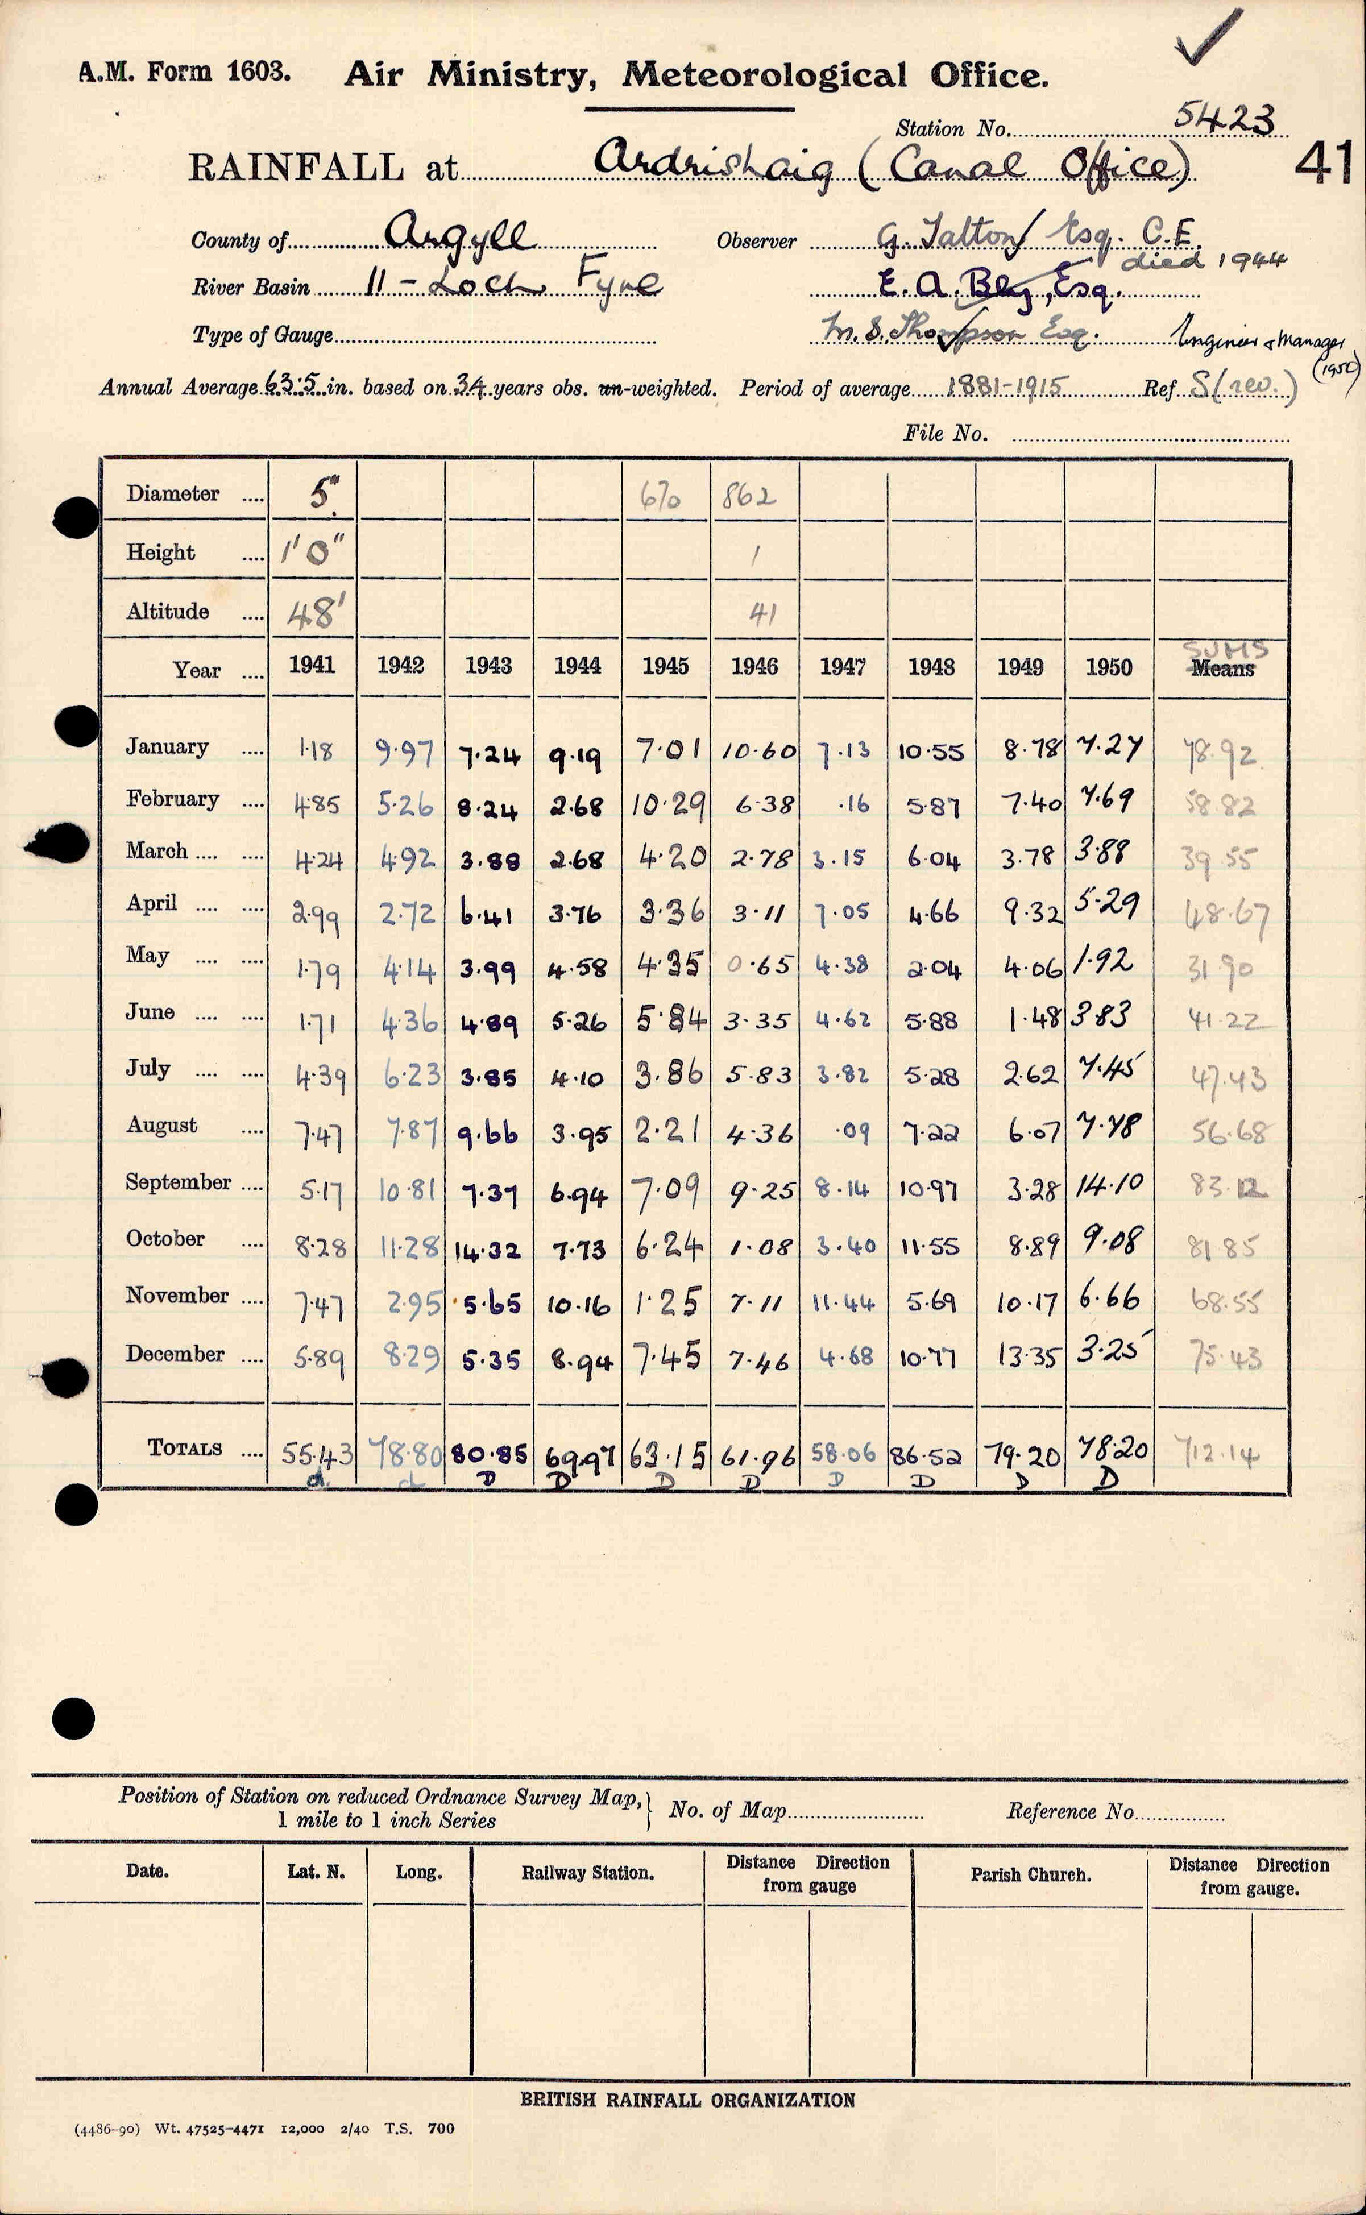 A.M. Form 1603. Air Ministry, Meteorological Office.
Station No. 5423
RAINFALL at Ardrishaig (Canal Office) 41
County of Argyll Observer G. Talton Esq. C.E.
died 1944
River Basin 11 - Loch Fyne E. A. Bly, Esq.
Type of Gauge M. S. Thompson Esq. Engineer & Manager (1950)
Annual Average 63.5 in. based on 34 years obs. un-weighted. Period of average 1881-1915 Ref S (rev.)
File No.
Diameter 5" 6/0 862
Height 1' 0" 1
Altitude 48' 41
SUMS
Year 1941 1942 1943 1944 1945 1946 1947 1948 1949 1950 Means
January 1.18 9.97 7.24 9.19 7.01 10.60 7.13 10.55 8.78 7.27 78.92
February 4.85 5.26 8.24 2.68 10.29 6.38 .16 5.87 7.40 7.69 58.82
March 4.24 4.92 3.88 2.68 4.20 2.78 3.15 6.04 3.78 3.88 39.55
April 2.99 2.72 6.41 3.76 3.36 3.11 7.05 4.66 9.32 5.29 48.67
May 1.79 4.14 3.99 4.58 4.35 0.65 4.38 2.04 4.06 1.92 31.90
June 1.71 4.36 4.89 5.26 5.84 3.35 4.62 5.88 1.48 3.83 41.22
July 4.39 6.23 3.85 4.10 3.86 5.83 3.82 5.28 2.62 7.45 47.43
August 7.47 7.87 9.66 3.95 2.21 4.36 .09 7.22 6.07 7.78 56.68
September 5.17 10.81 7.37 6.94 7.09 9.25 8.14 10.97 3.28 14.10 83.12
October 8.28 11.28 14.32 7.73 6.24 1.08 3.40 11.55 8.89 9.08 81.85
November 7.47 2.95 5.65 10.16 1.25 7.11 11.44 5.69 10.17 6.66 68.55
December 5.89 8.29 5.35 8.94 7.45 7.46 4.68 10.77 13.35 3.25 75.43
TOTALS 55.43 78.80 80.85 69.97 63.15 61.96 58.06 86.52 79.20 78.20 712.14
d d D D D D D D D D
Position of Station on reduced Ordnance Survey Map, 1 mile to 1 inch Series No. of Map Reference No.
Date. Lat. N. Long. Railway Station. Distance Direction from gauge Parish Church. Distance Direction from gauge.
BRITISH RAINFALL ORGANIZATION
(4486-90) Wt. 47525-4471 12,000 2/40 T.S. 700